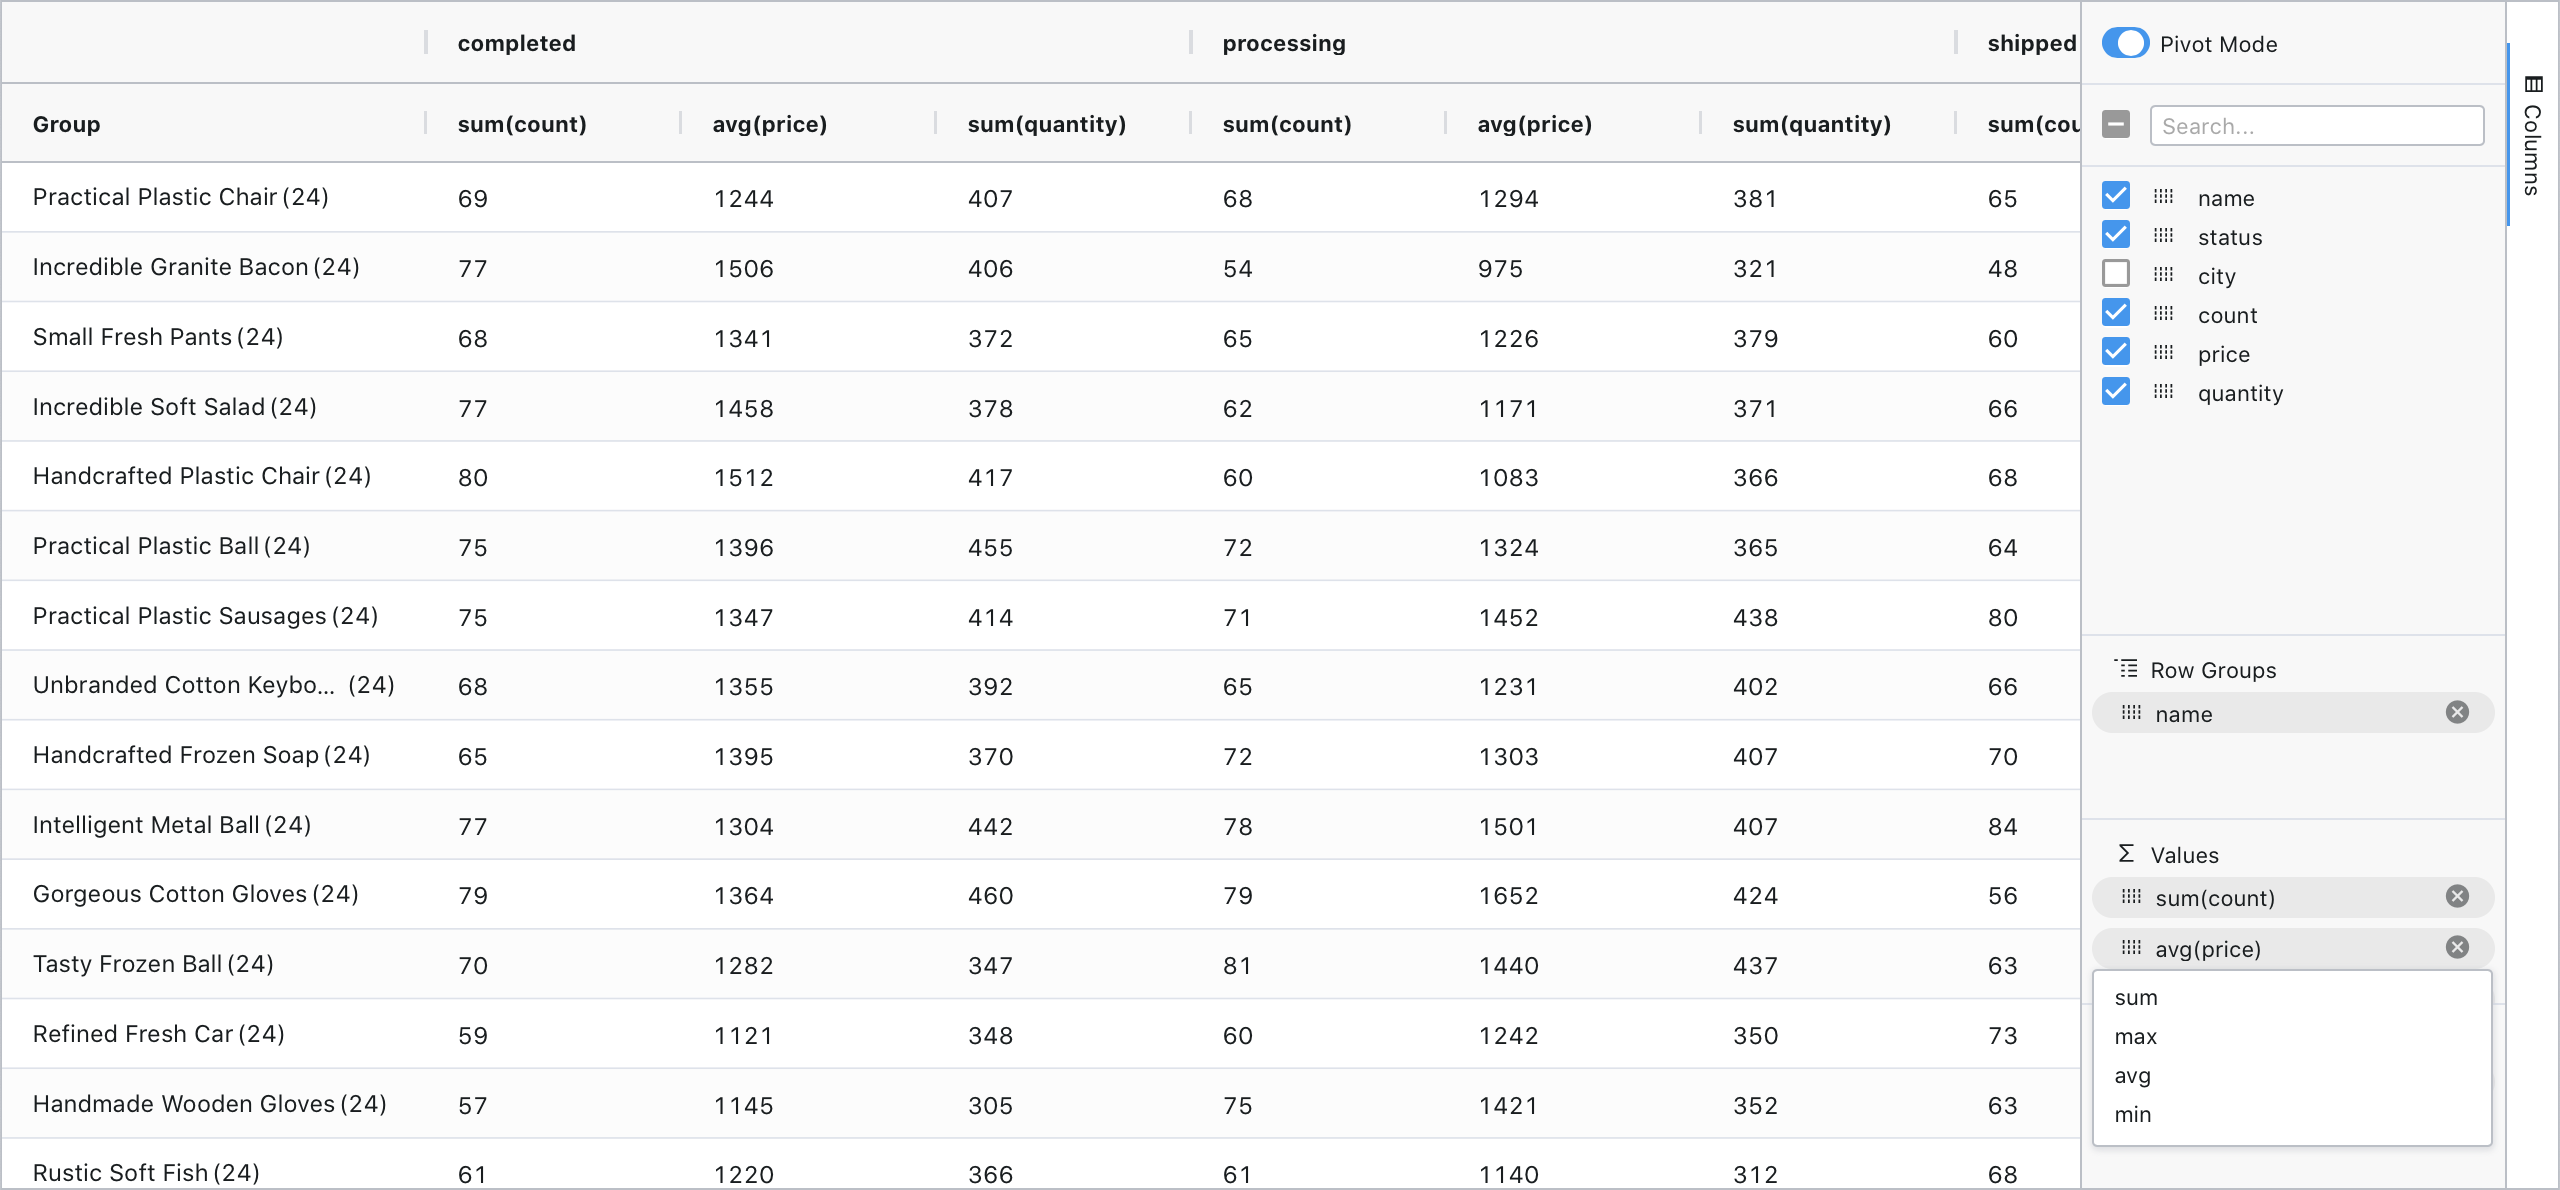 completed processing shipped
Group sum(count) avg(price) sum(quantity) sum(count) avg(price) sum(quantity) sum(cou
Practical Plastic Chair (24) 69 1244 407 68 1294 381 65
Incredible Granite Bacon (24) 77 1506 406 54 975 321 48
Small Fresh Pants (24) 68 1341 372 65 1226 379 60
Incredible Soft Salad (24) 77 1458 378 62 1171 371 66
Handcrafted Plastic Chair (24) 80 1512 417 60 1083 366 68
Practical Plastic Ball (24) 75 1396 455 72 1324 365 64
Practical Plastic Sausages (24) 75 1347 414 71 1452 438 80
Unbranded Cotton Keybo... (24) 68 1355 392 65 1231 402 66
Handcrafted Frozen Soap (24) 65 1395 370 72 1303 407 70
Intelligent Metal Ball (24) 77 1304 442 78 1501 407 84
Gorgeous Cotton Gloves (24) 79 1364 460 79 1652 424 56
Tasty Frozen Ball (24) 70 1282 347 81 1440 437 63
Refined Fresh Car (24) 59 1121 348 60 1242 350 73
Handmade Wooden Gloves (24) 57 1145 305 75 1421 352 63
Rustic Soft Fish (24) 61 1220 366 61 1140 312 68
Pivot Mode
Search...
name
status
city
count
price
quantity
Row Groups
name
Values
sum(count)
avg(price)
sum
max
avg
min
Columns